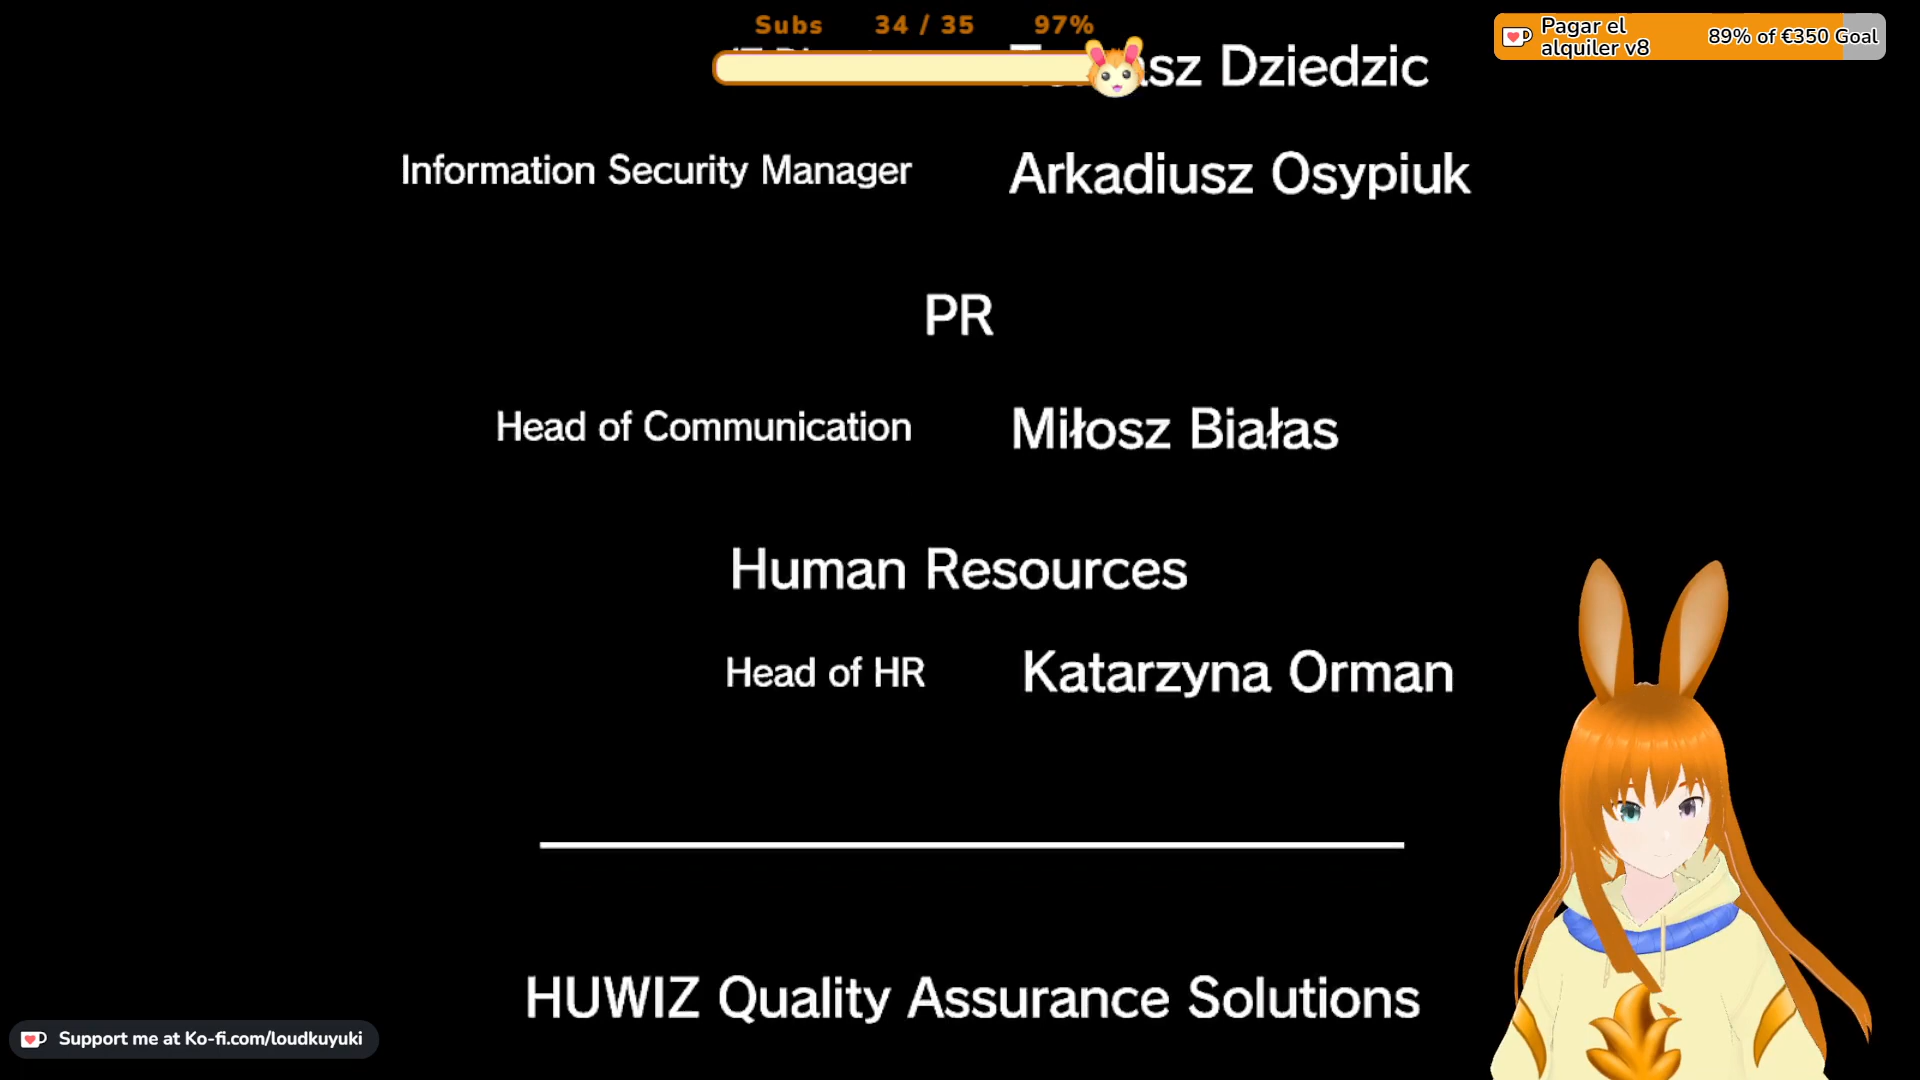 Subs 34 / 35 97%
Pagar el
alquiler v8
89% of €350 Goal
Dziedzic
Information Security Manager Arkadiusz Osypiuk
PR
Head of Communication Miłosz Białas
Human Resources
Head of HR Katarzyna Orman
HUWIZ Quality Assurance Solutions
Support me at Ko-fi.com/loudkuyuki